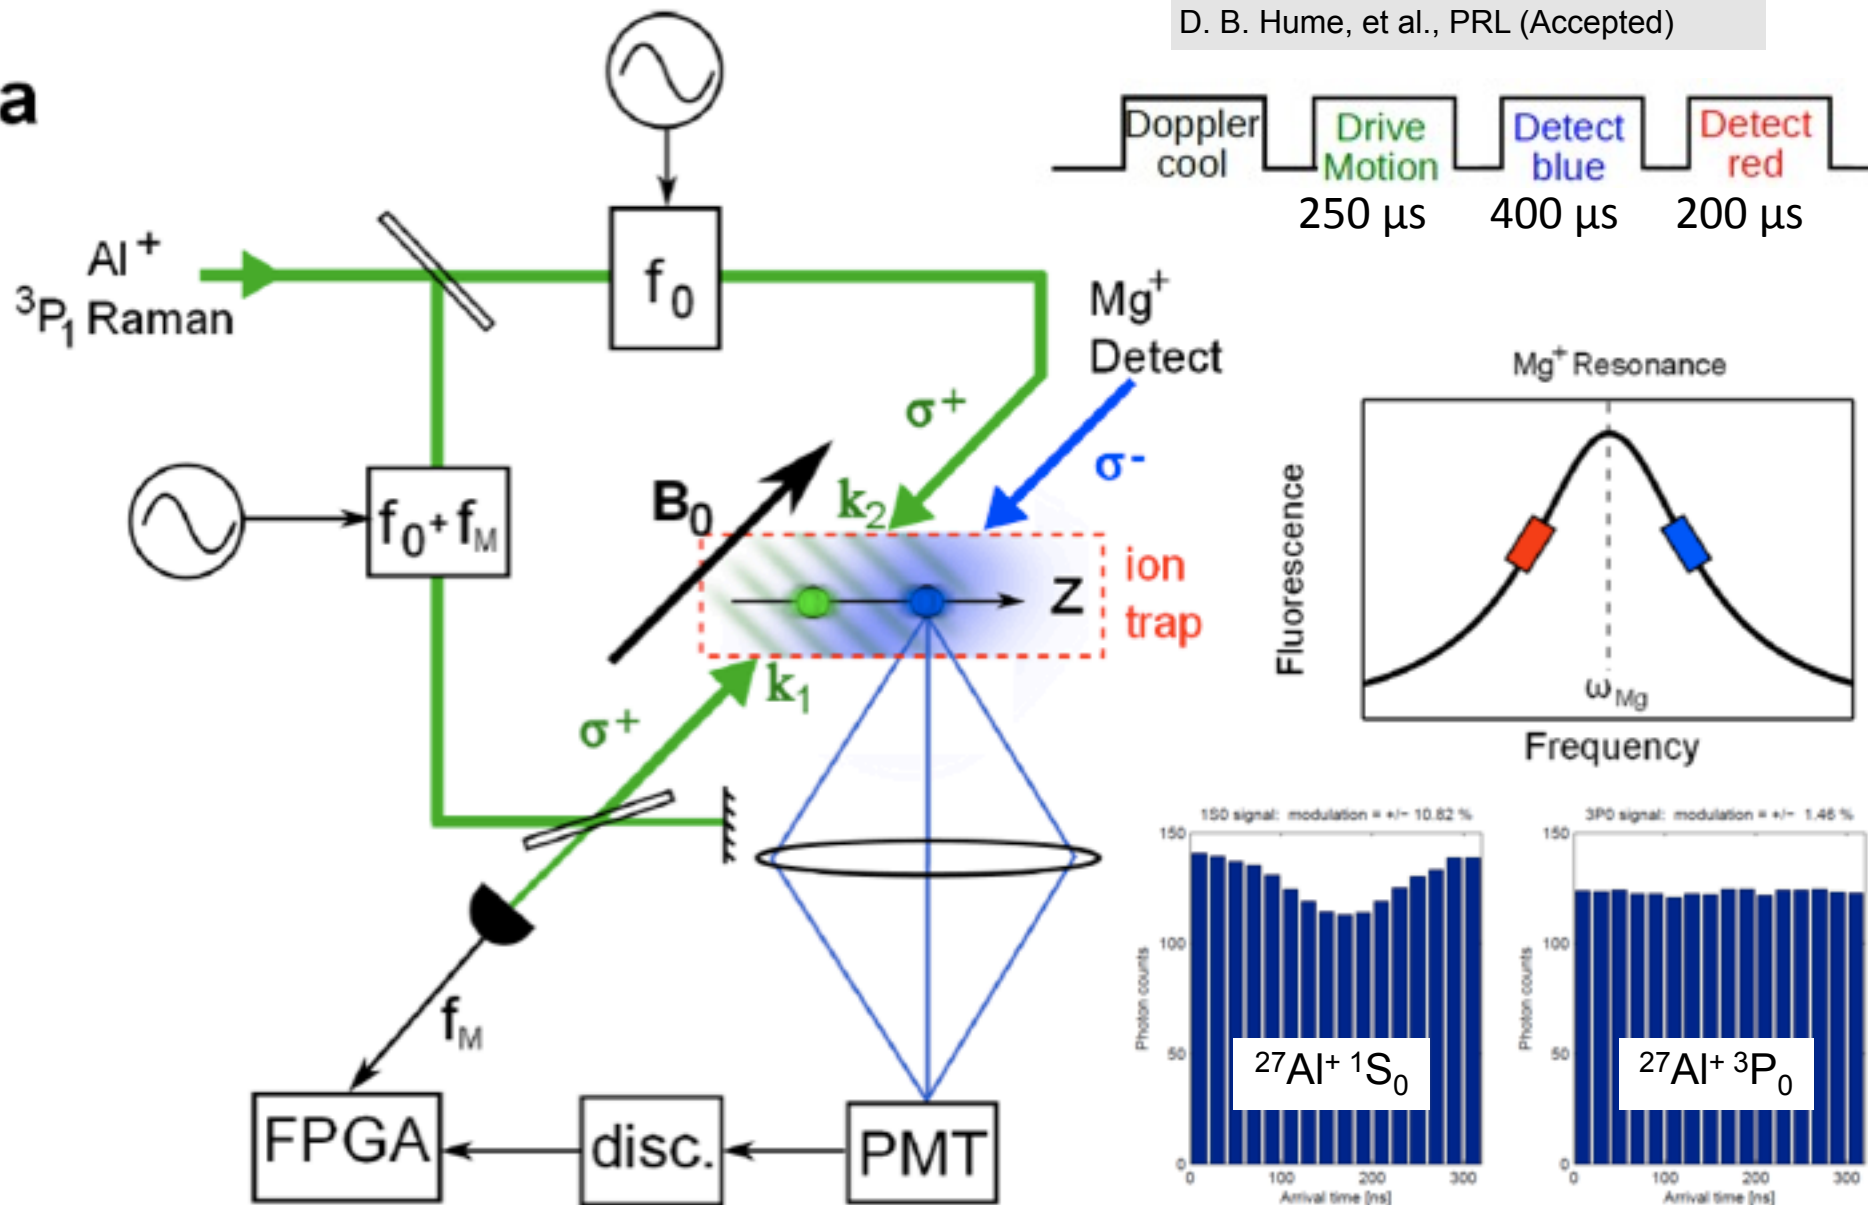 D. B. Hume, et al., PRL (Accepted)
a
Doppler cool
Drive Motion
Detect blue
Detect red
250 µs
400 µs
200 µs
Al⁺
³P₁ Raman
f₀
Mg⁺
Detect
σ⁺
σ⁻
f₀+fM
B₀
k₂
Z
ion
trap
k₁
σ⁺
fM
FPGA
disc.
PMT
Mg⁺ Resonance
Fluorescence
ωMg
Frequency
1S0 signal: modulation = +/− 10.82 %
150
100
50
0
Photon counts
²⁷Al⁺ ¹S₀
0 100 200 300
Arrival time [ns]
3P0 signal: modulation = +/− 1.46 %
150
100
50
0
Photon counts
²⁷Al⁺ ³P₀
0 100 200 300
Arrival time [ns]